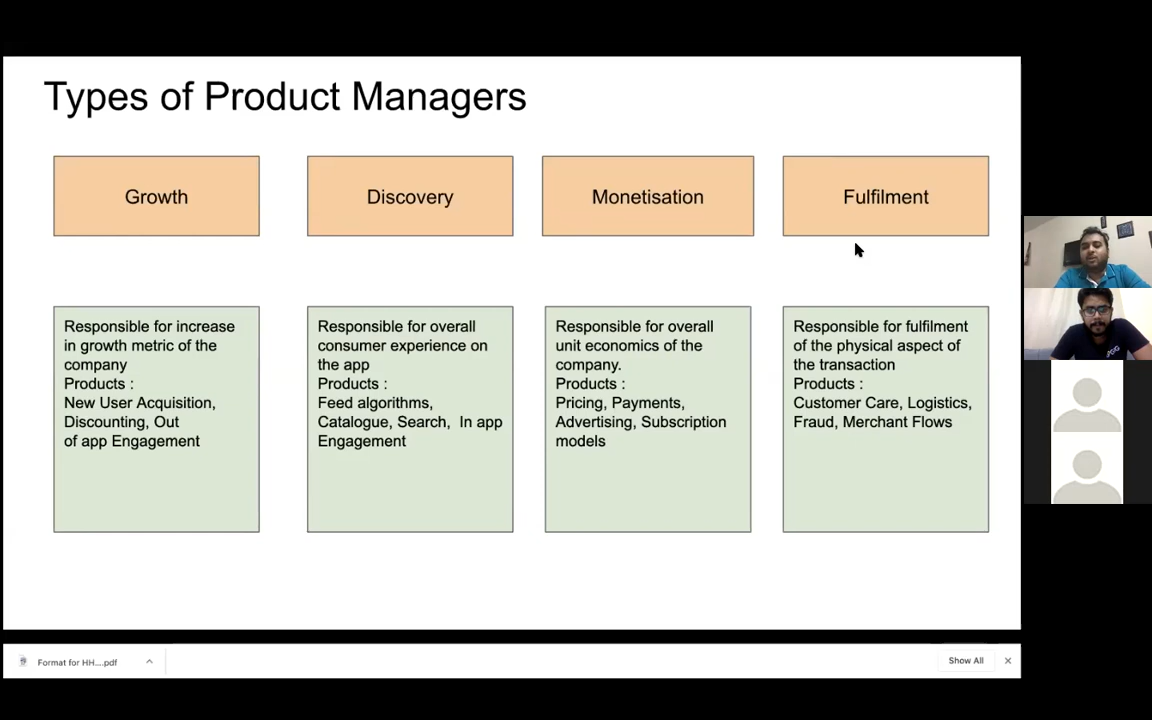 Types of Product Managers
Growth
Discovery
Monetisation
Fulfilment
Responsible for increase
in growth metric of the
company
Products :
New User Acquisition,
Discounting, Out
of app Engagement
Responsible for overall
consumer experience on
the app
Products :
Feed algorithms,
Catalogue, Search, In app
Engagement
Responsible for overall
unit economics of the
company.
Products :
Pricing, Payments,
Advertising, Subscription
models
Responsible for fulfilment
of the physical aspect of
the transaction
Products :
Customer Care, Logistics,
Fraud, Merchant Flows
Format for HH....pdf
Show All